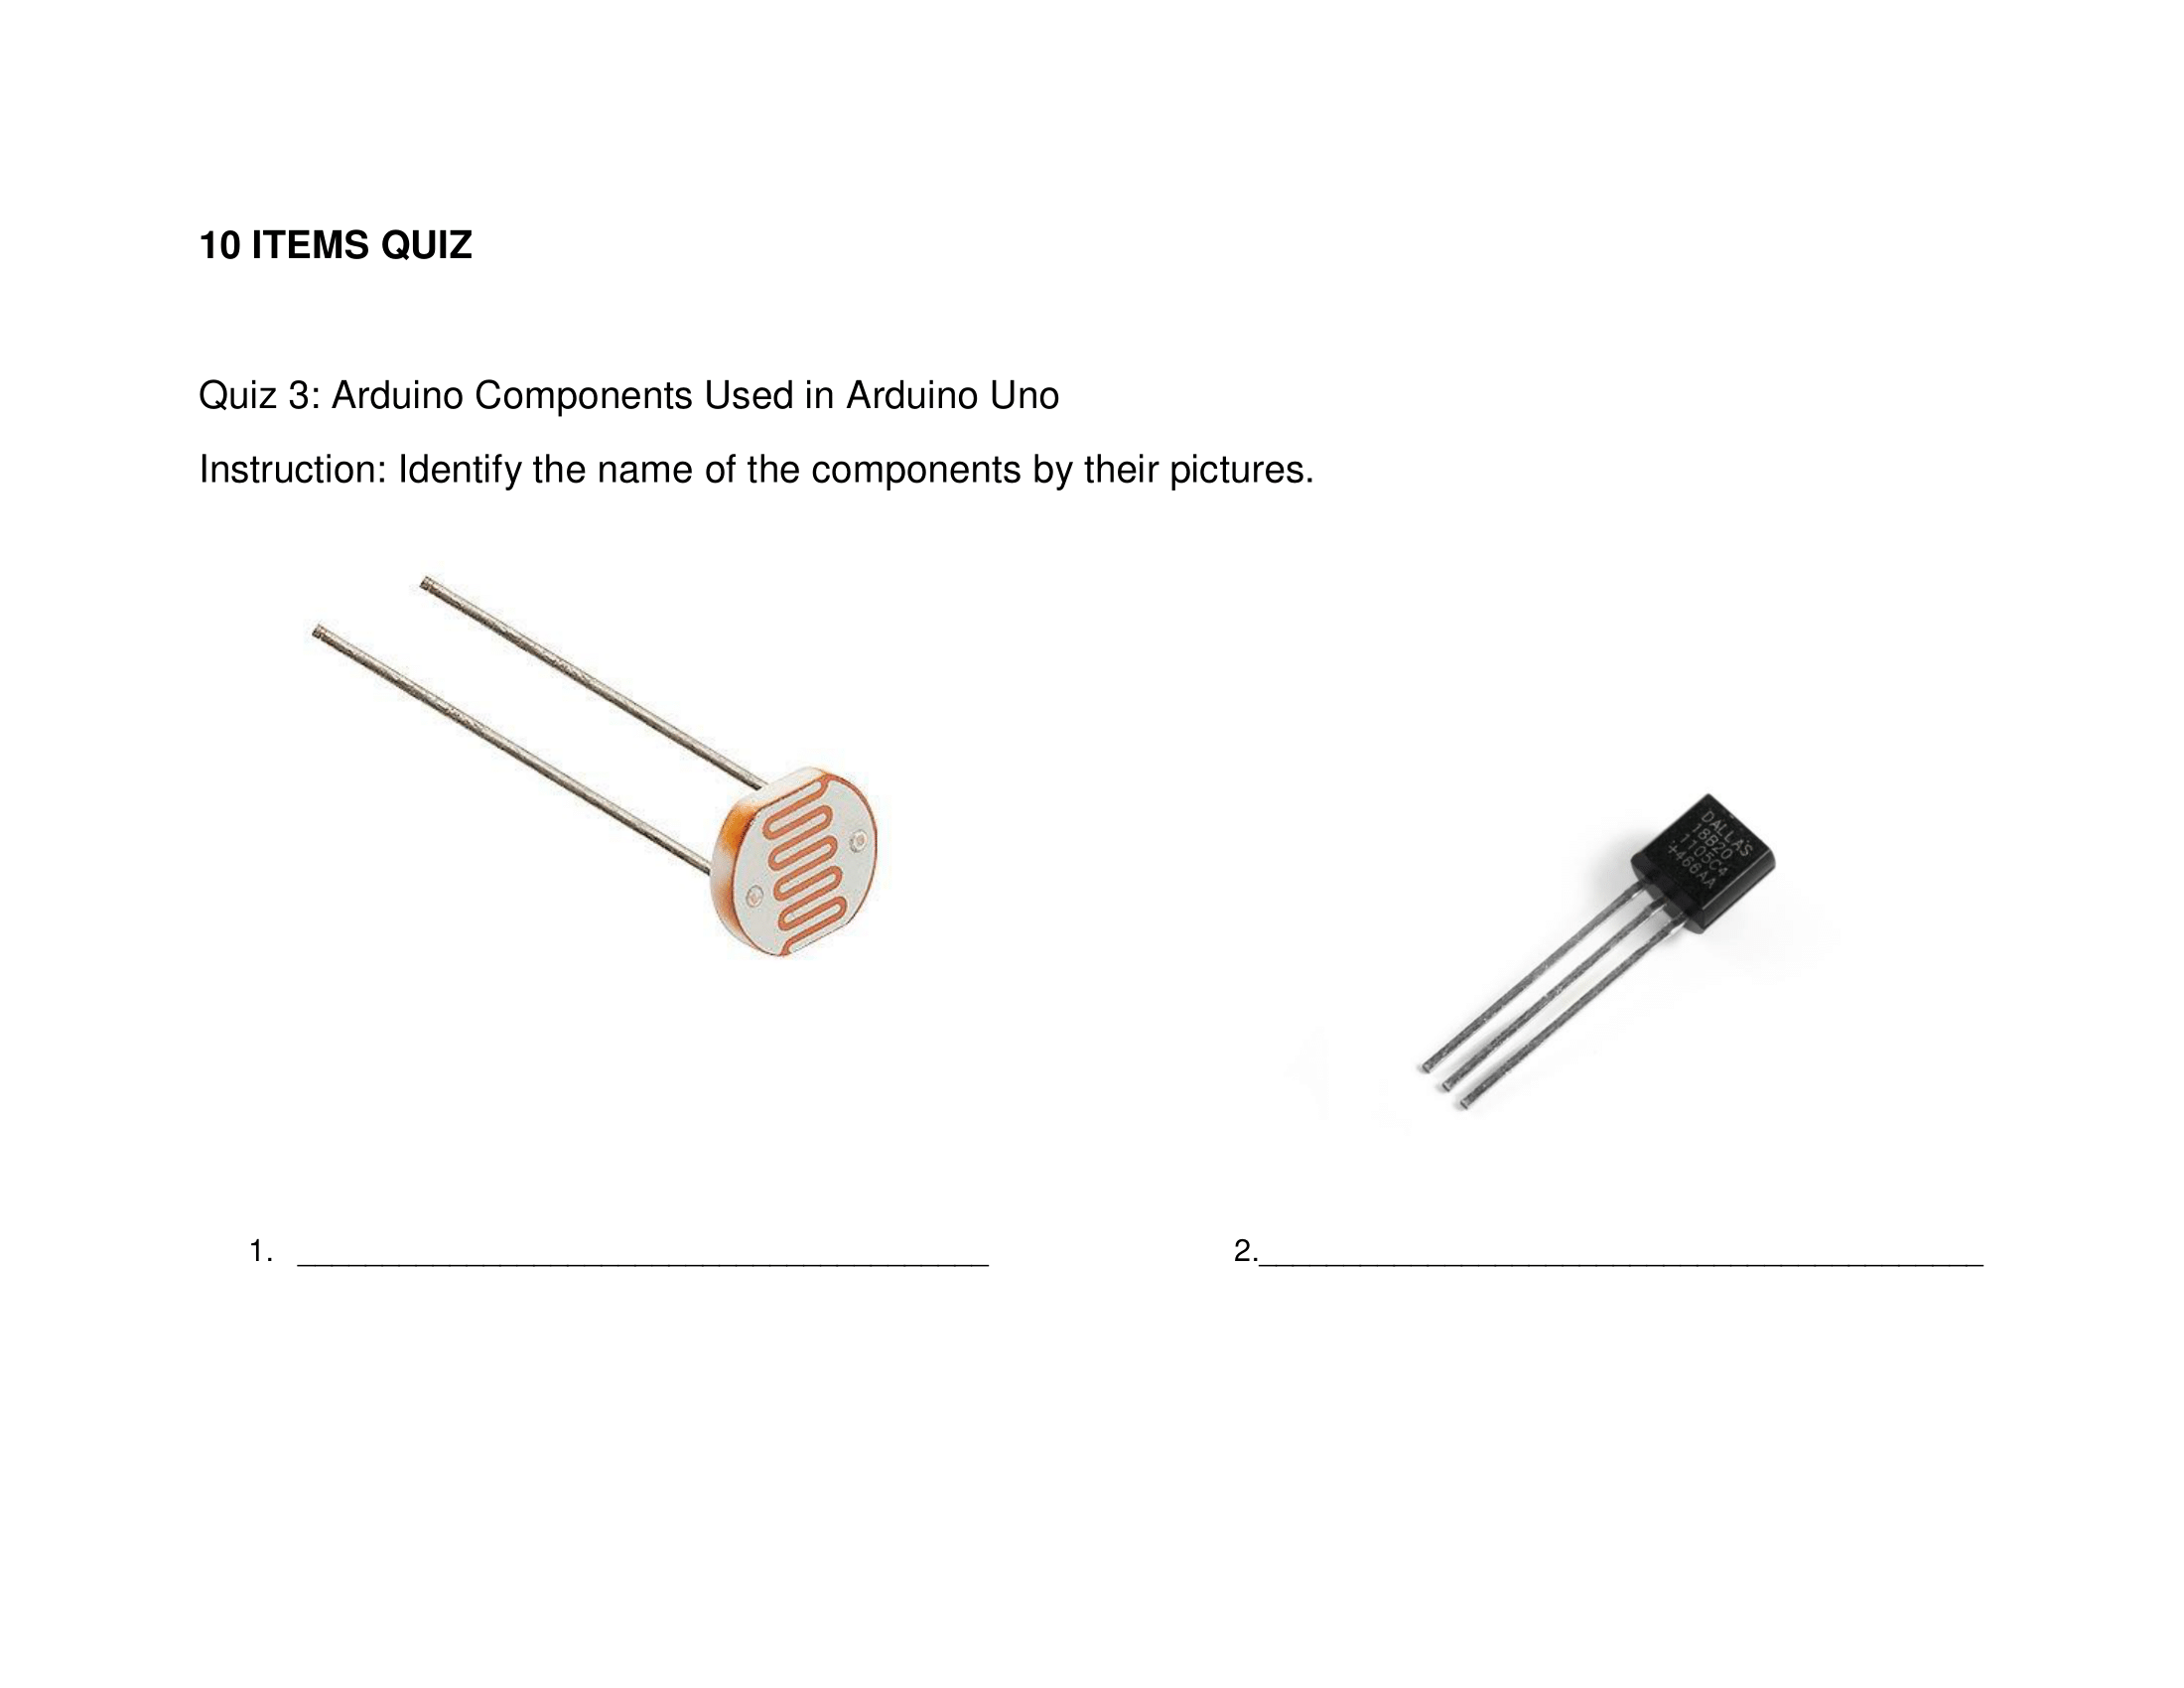 10 ITEMS QUIZ
Quiz 3: Arduino Components Used in Arduino Uno
Instruction: Identify the name of the components by their pictures.
DALLAS
18B20
1105C4
+466AA
1. ________________________________________
2.__________________________________________